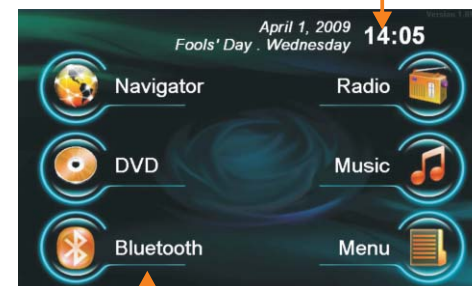 April 1, 2009
Fools' Day . Wednesday
14:05
Navigator
Radio
DVD
Music
Bluetooth
Menu